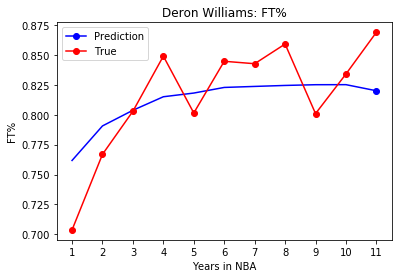 Deron Williams: FT%
Prediction
True
0.875
0.850
0.825
0.800
0.775
0.750
0.725
0.700
FT%
1 2 3 4 5 6 7 8 9 10 11
Years in NBA